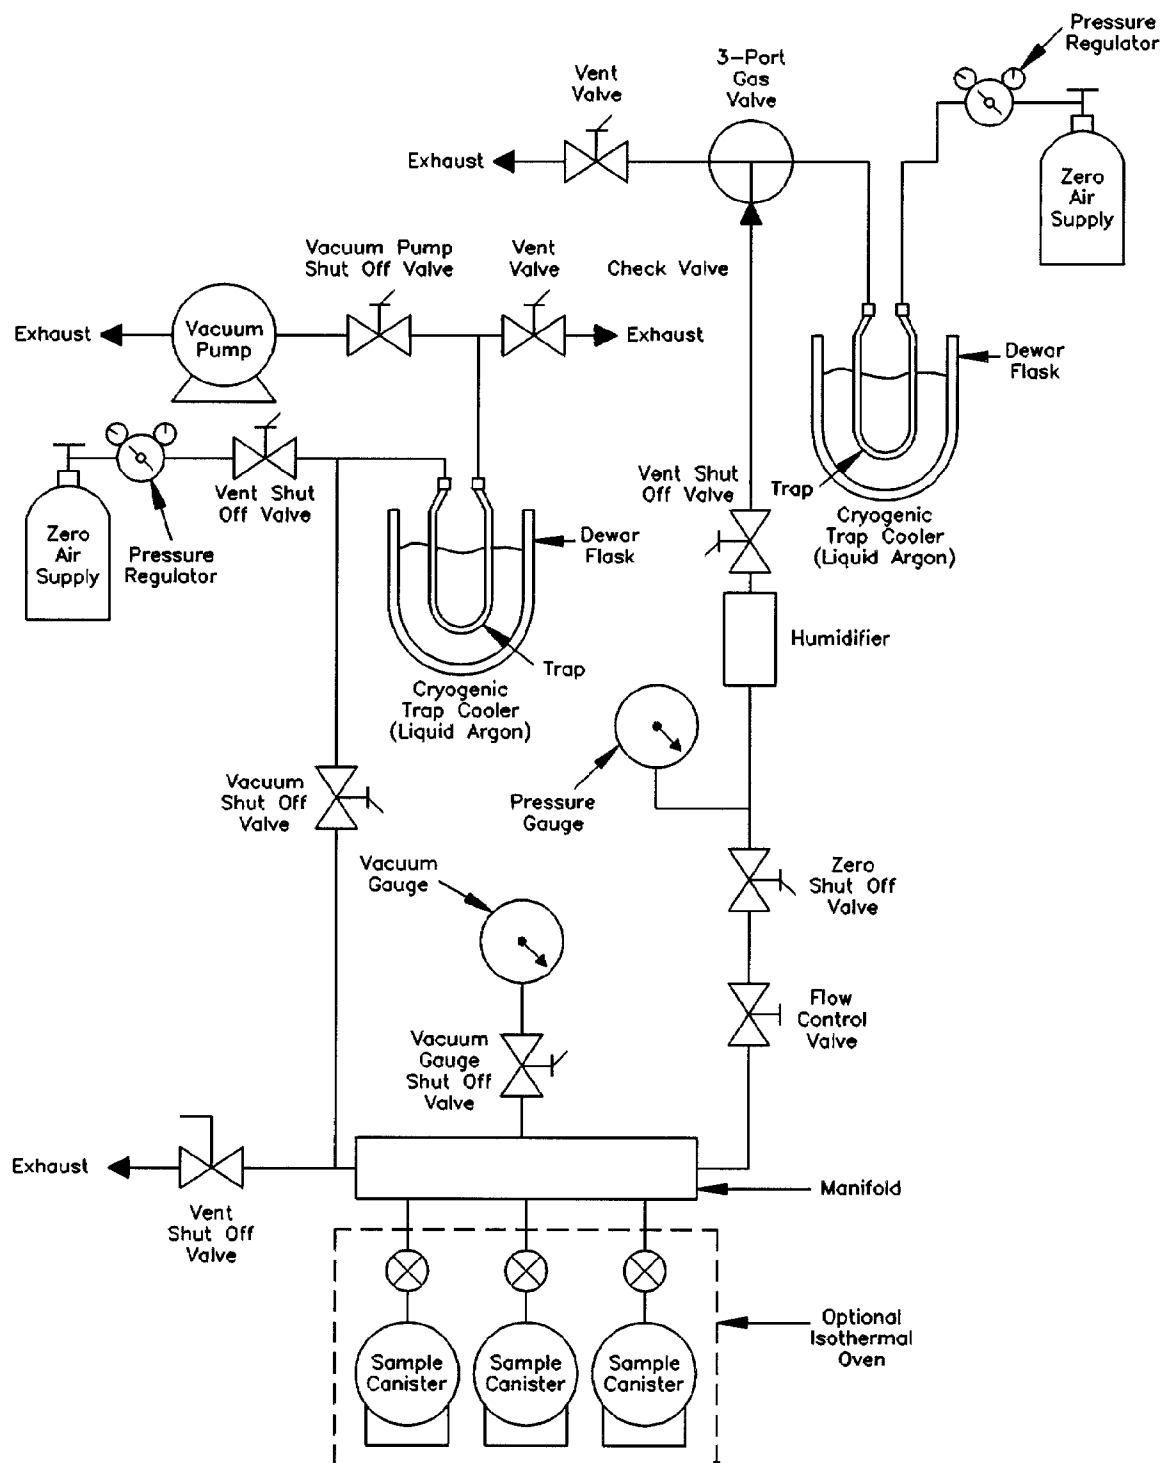 Pressure
Regulator
3-Port
Gas
Valve
Vent
Valve
Exhaust
Zero
Air
Supply
Vacuum Pump
Shut Off Valve
Vent
Valve
Check Valve
Exhaust
Vacuum
Pump
Exhaust
Dewar
Flask
Vent Shut
Off Valve
Vent Shut
Off Valve
Trap
Cryogenic
Trap Cooler
(Liquid Argon)
Zero
Air
Supply
Pressure
Regulator
Dewar
Flask
Humidifier
Trap
Cryogenic
Trap Cooler
(Liquid Argon)
Vacuum
Shut Off
Valve
Pressure
Gauge
Vacuum
Gauge
Zero
Shut Off
Valve
Flow
Control
Valve
Vacuum
Gauge
Shut Off
Valve
Exhaust
Manifold
Vent
Shut Off
Valve
Optional
Isothermal
Oven
Sample
Canister
Sample
Canister
Sample
Canister